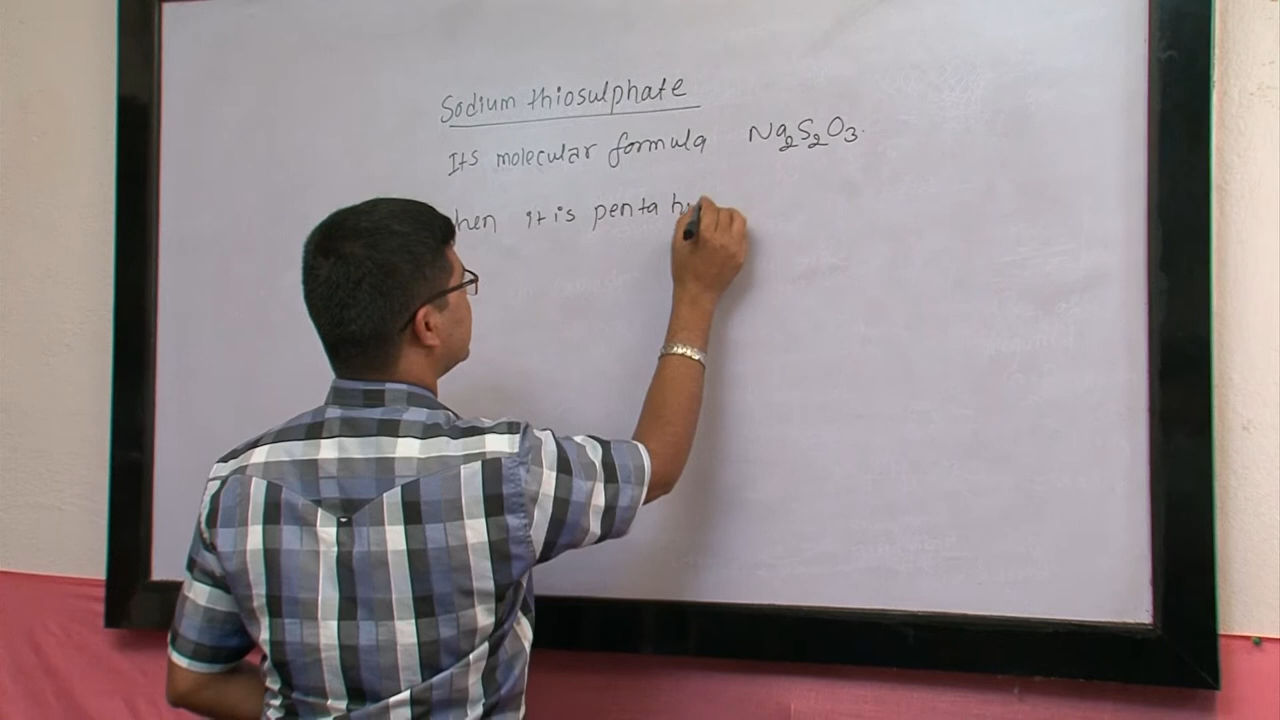 Sodium thiosulphate
Its molecular formula Na₂S₂O₃.
hen it is penta h